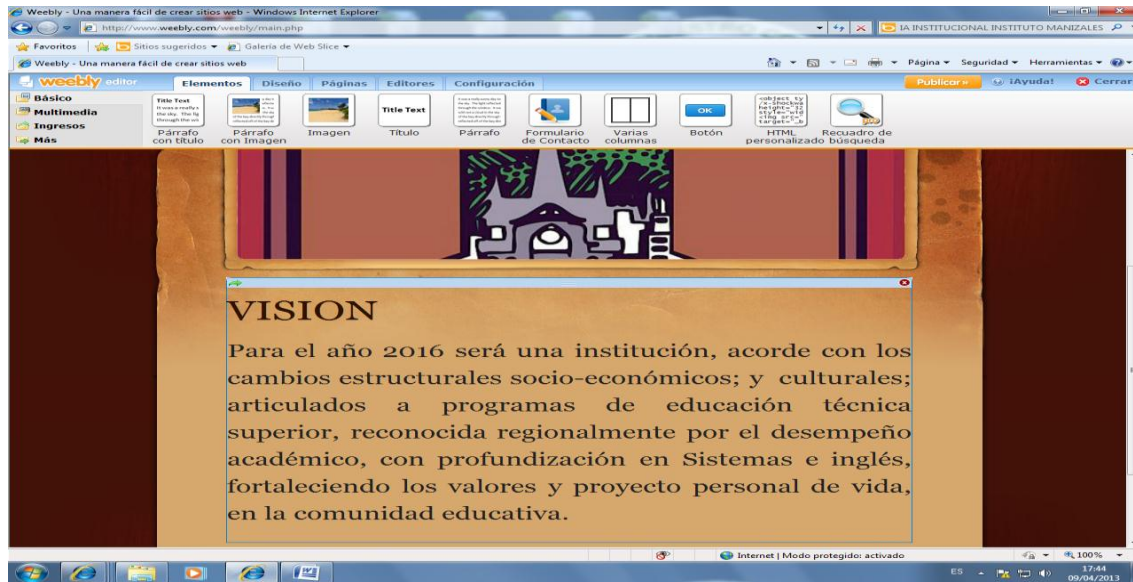 Weebly - Una manera fácil de crear sitios web - Windows Internet Explorer
http://www.weebly.com/weebly/main.php
IA INSTITUCIONAL INSTITUTO MANIZALES
Favoritos Sitios sugeridos Galería de Web Slice
Weebly - Una manera fácil de crear sitios web
Página Seguridad Herramientas
weebly editor Elementos Diseño Páginas Editores Configuración Publicar » ¡Ayuda! Cerrar
Básico
Multimedia
Ingresos
Más
Title Text
Title Text
OK
Párrafo con título
Párrafo con Imagen
Imagen
Título
Párrafo
Formulario de Contacto
Varias columnas
Botón
HTML personalizado
Recuadro de búsqueda
VISION
Para el año 2016 será una institución, acorde con los
cambios estructurales socio-económicos; y culturales;
articulados a programas de educación técnica
superior, reconocida regionalmente por el desempeño
académico, con profundización en Sistemas e inglés,
fortaleciendo los valores y proyecto personal de vida,
en la comunidad educativa.
Internet | Modo protegido: activado
100%
ES
17:44
09/04/2013